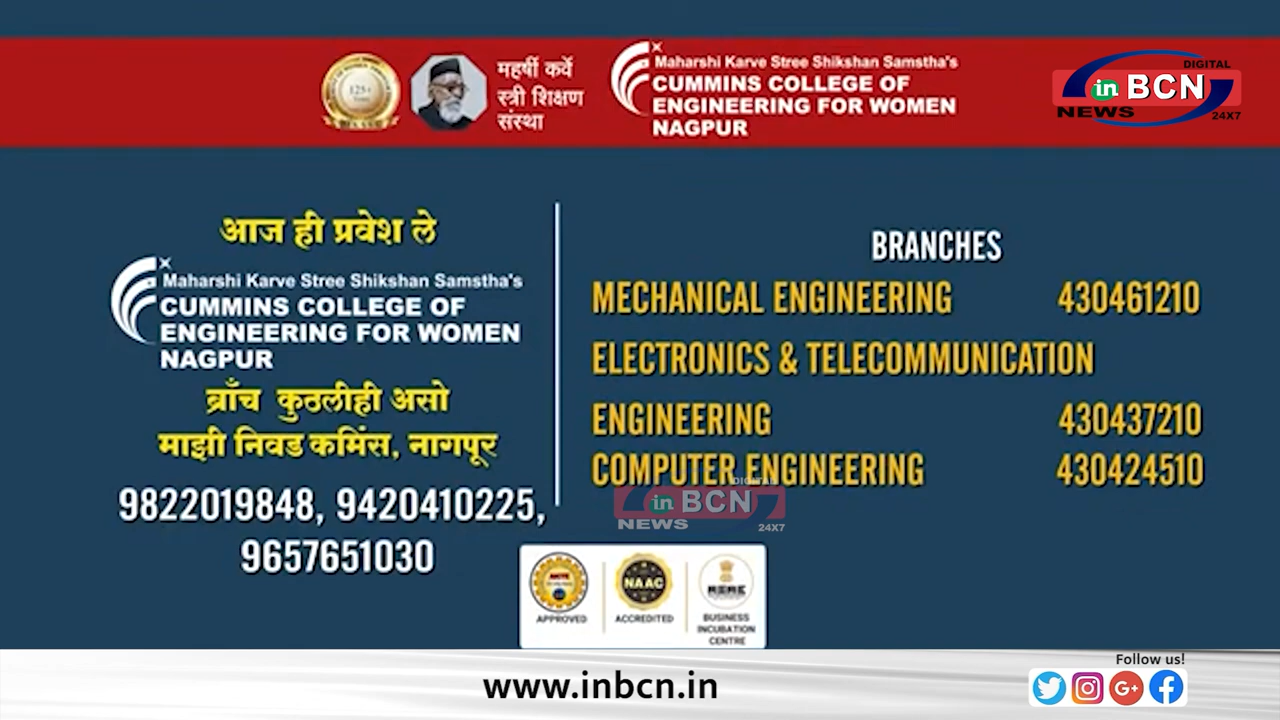 महर्षी कर्वे
स्त्री शिक्षण
संस्था
Maharshi Karve Stree Shikshan Samstha's
CUMMINS COLLEGE OF
ENGINEERING FOR WOMEN
NAGPUR
DIGITAL
in BCN
NEWS 24X7
आज ही प्रवेश ले
Maharshi Karve Stree Shikshan Samstha's
CUMMINS COLLEGE OF
ENGINEERING FOR WOMEN
NAGPUR
ब्राँच कुठलीही असो
माझी निवड कमिंस, नागपूर
9822019848, 9420410225,
9657651030
BRANCHES
MECHANICAL ENGINEERING 430461210
ELECTRONICS & TELECOMMUNICATION
ENGINEERING 430437210
COMPUTER ENGINEERING 430424510
DIGITAL
in BCN
NEWS 24X7
APPROVED
NAAC
ACCREDITED
BUSINESS
INCUBATION
CENTRE
Follow us!
www.inbcn.in